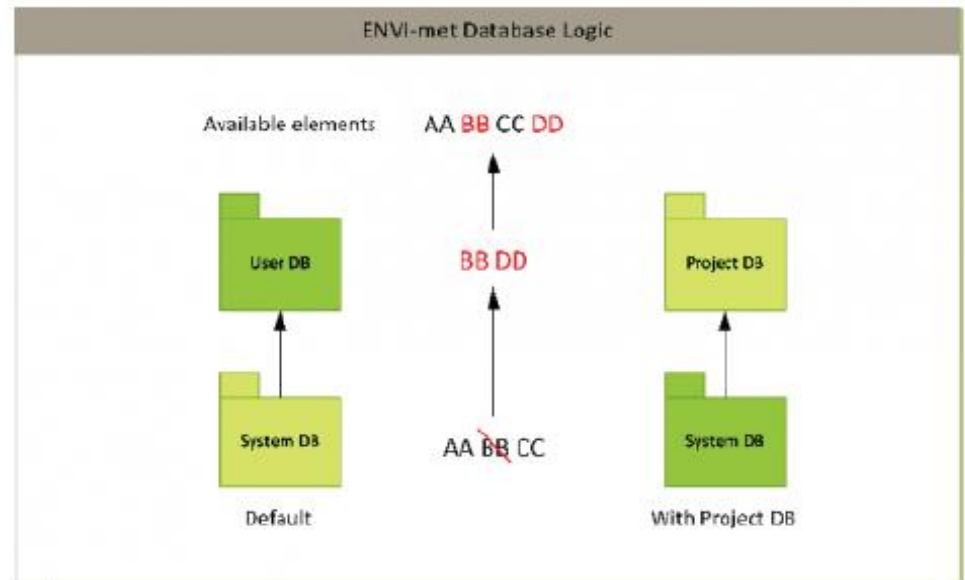 ENVI-met Database Logic
Available elements AA BB CC DD
User DB BB DD Project DB
System DB AA BB CC System DB
Default With Project DB